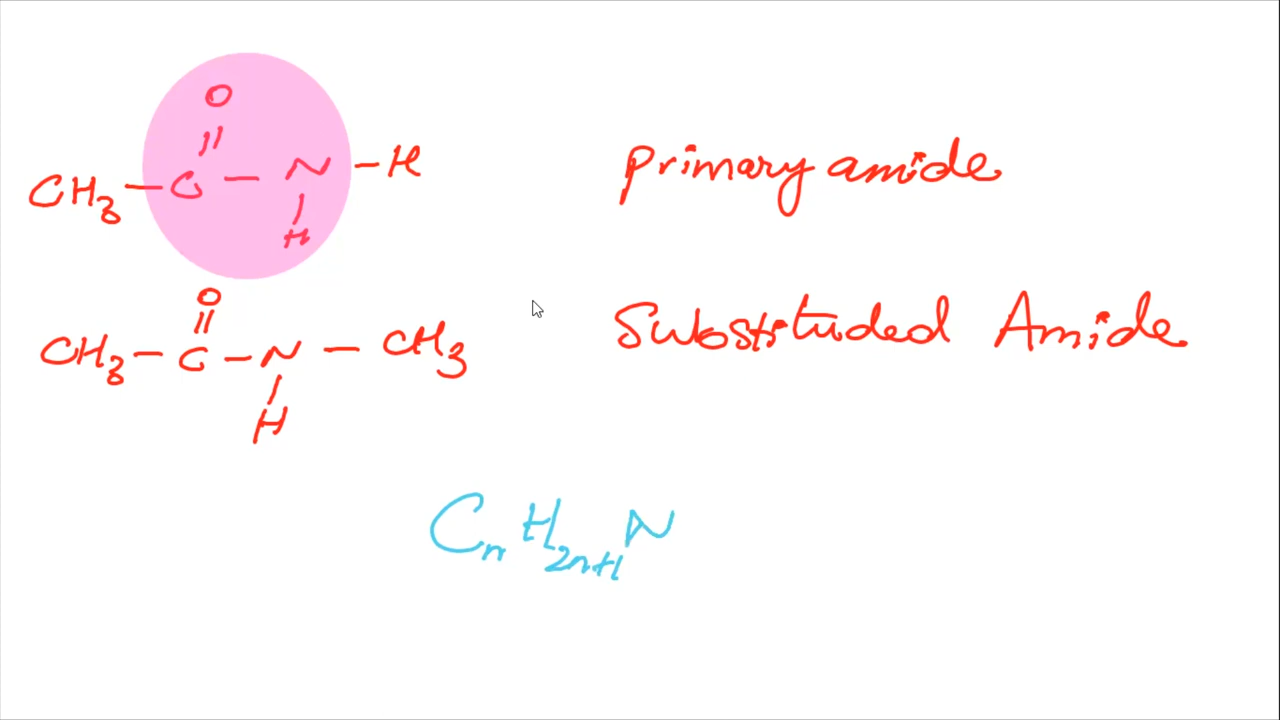 O
||
CH3 - C - N - H primary amide
|
H
O
||
CH3 - C - N - CH3 Substituded Amide
|
H
CnH2n+1N